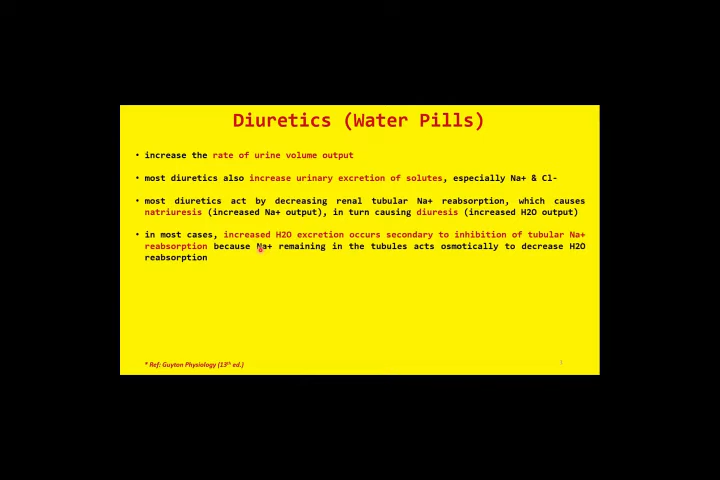 Diuretics (Water Pills)
• increase the rate of urine volume output
• most diuretics also increase urinary excretion of solutes, especially Na+ & Cl-
• most diuretics act by decreasing renal tubular Na+ reabsorption, which causes
natriuresis (increased Na+ output), in turn causing diuresis (increased H2O output)
• in most cases, increased H2O excretion occurs secondary to inhibition of tubular Na+
reabsorption because Na+ remaining in the tubules acts osmotically to decrease H2O
reabsorption
* Ref: Guyton Physiology (13th ed.)